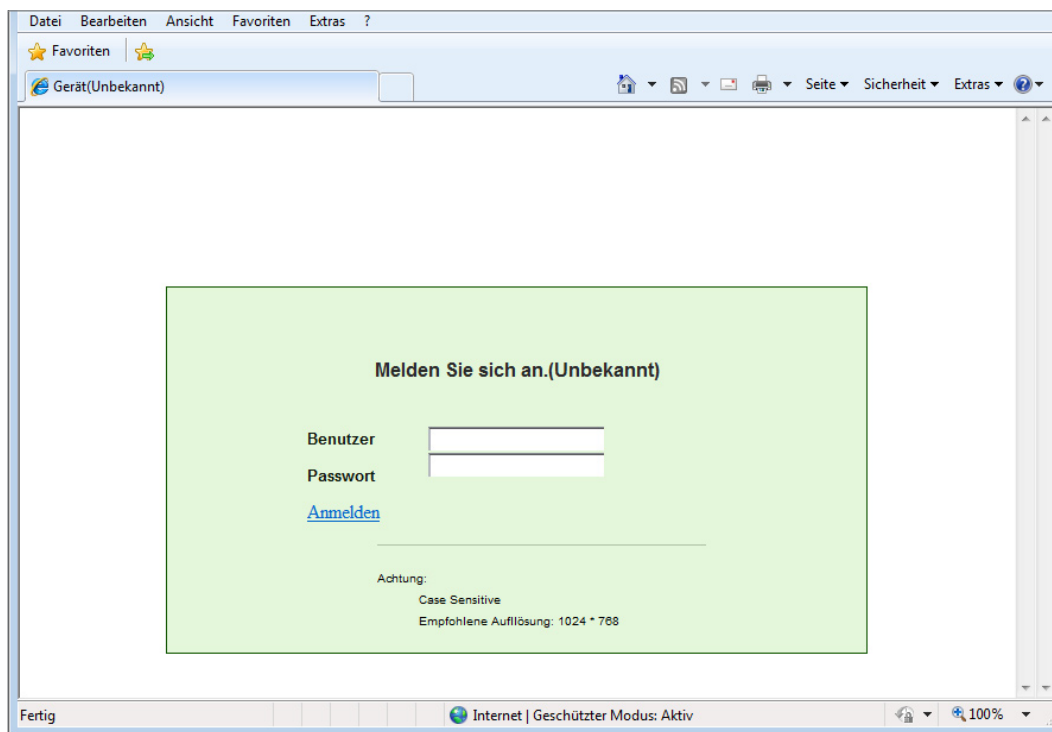 Datei Bearbeiten Ansicht Favoriten Extras ?
Favoriten
Gerät(Unbekannt) Seite Sicherheit Extras
Melden Sie sich an.(Unbekannt)
Benutzer
Passwort
Anmelden
Achtung:
Case Sensitive
Empfohlene Aufllösung: 1024 * 768
Fertig Internet | Geschützter Modus: Aktiv 100%